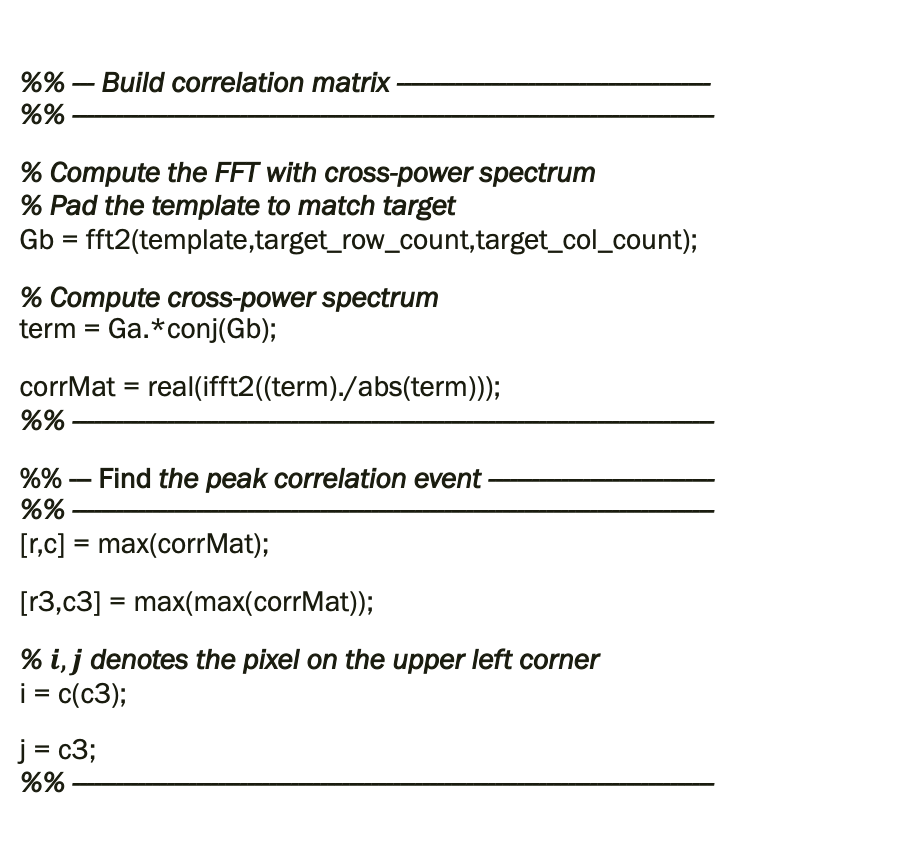 %% — Build correlation matrix ————————————
%% —————————————————————————
% Compute the FFT with cross-power spectrum
% Pad the template to match target
Gb = fft2(template,target_row_count,target_col_count);
% Compute cross-power spectrum
term = Ga.*conj(Gb);
corrMat = real(ifft2((term)./abs(term)));
%% —————————————————————————
%% — Find the peak correlation event —————————
%% —————————————————————————
[r,c] = max(corrMat);
[r3,c3] = max(max(corrMat));
% i, j denotes the pixel on the upper left corner
i = c(c3);
j = c3;
%% —————————————————————————